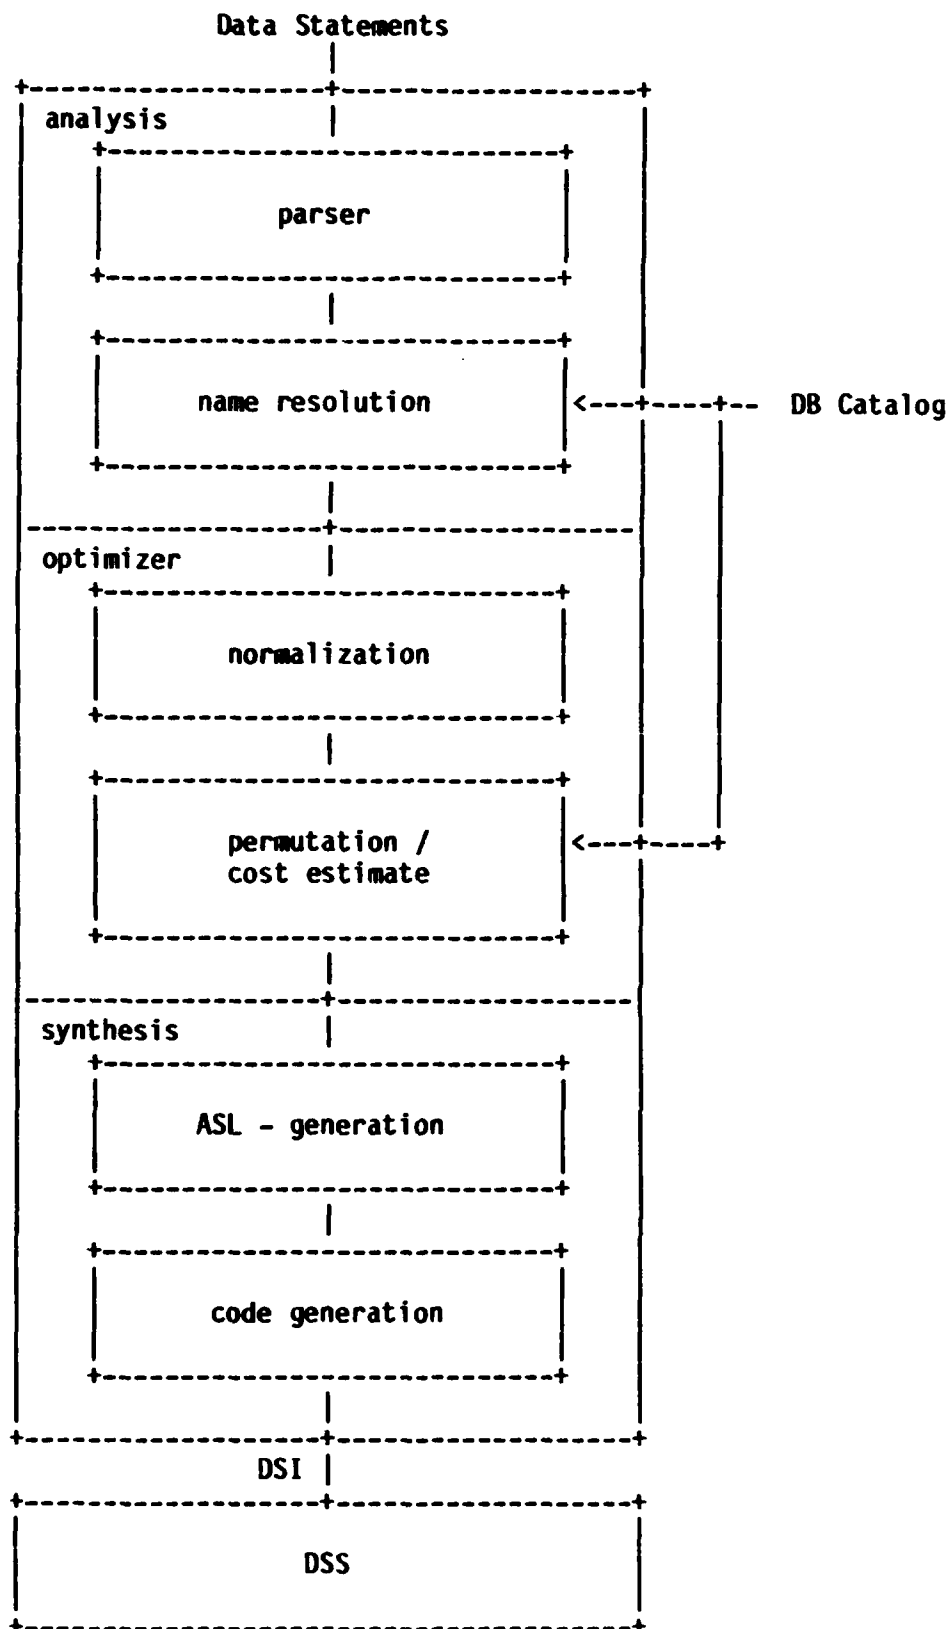 Data Statements
analysis
parser
name resolution
DB Catalog
optimizer
normalization
permutation /
cost estimate
synthesis
ASL - generation
code generation
DSI
DSS